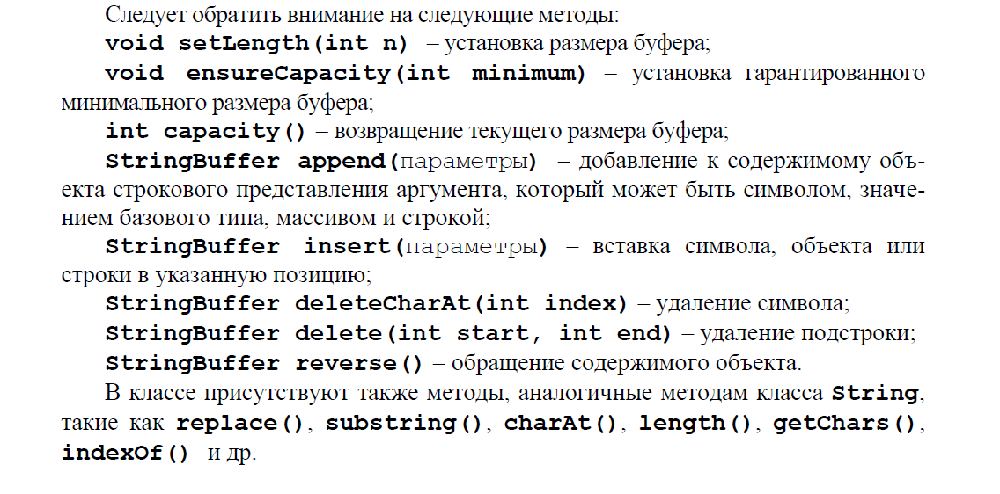 Следует обратить внимание на следующие методы:
void setLength(int n) – установка размера буфера;
void ensureCapacity(int minimum) – установка гарантированного
минимального размера буфера;
int capacity() – возвращение текущего размера буфера;
StringBuffer append(параметры) – добавление к содержимому объ-
екта строкового представления аргумента, который может быть символом, значе-
нием базового типа, массивом и строкой;
StringBuffer insert(параметры) – вставка символа, объекта или
строки в указанную позицию;
StringBuffer deleteCharAt(int index) – удаление символа;
StringBuffer delete(int start, int end) – удаление подстроки;
StringBuffer reverse() – обращение содержимого объекта.
В классе присутствуют также методы, аналогичные методам класса String,
такие как replace(), substring(), charAt(), length(), getChars(),
indexOf() и др.